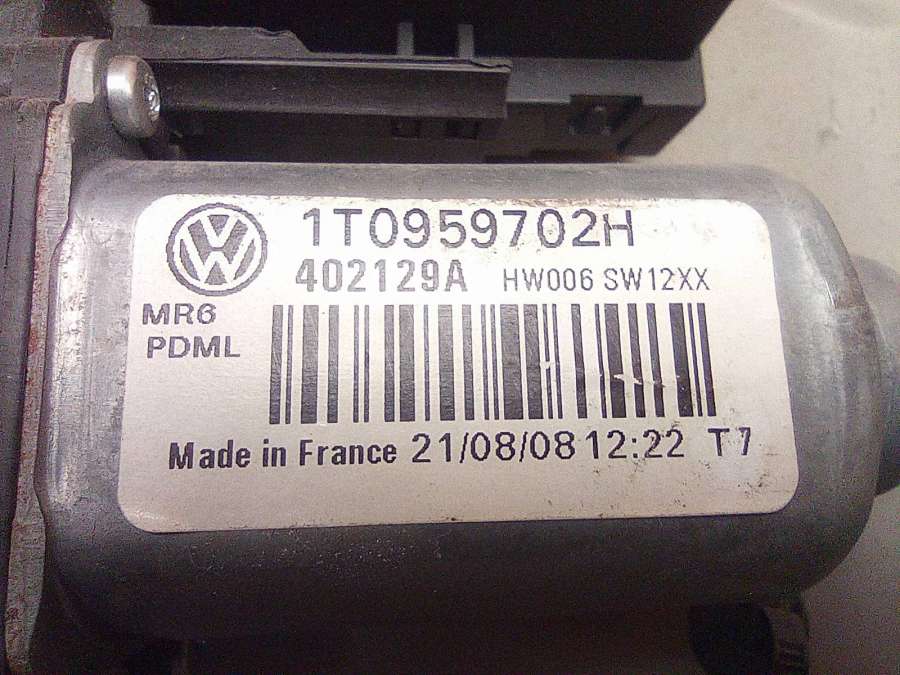 1T0959702H
402129A HW006 SW12XX
MR6
PDML
Made in France 21/08/08 12:22 T7